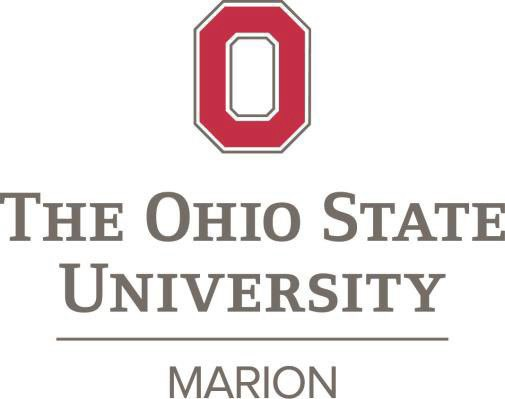 O
THE OHIO STATE
UNIVERSITY
MARION